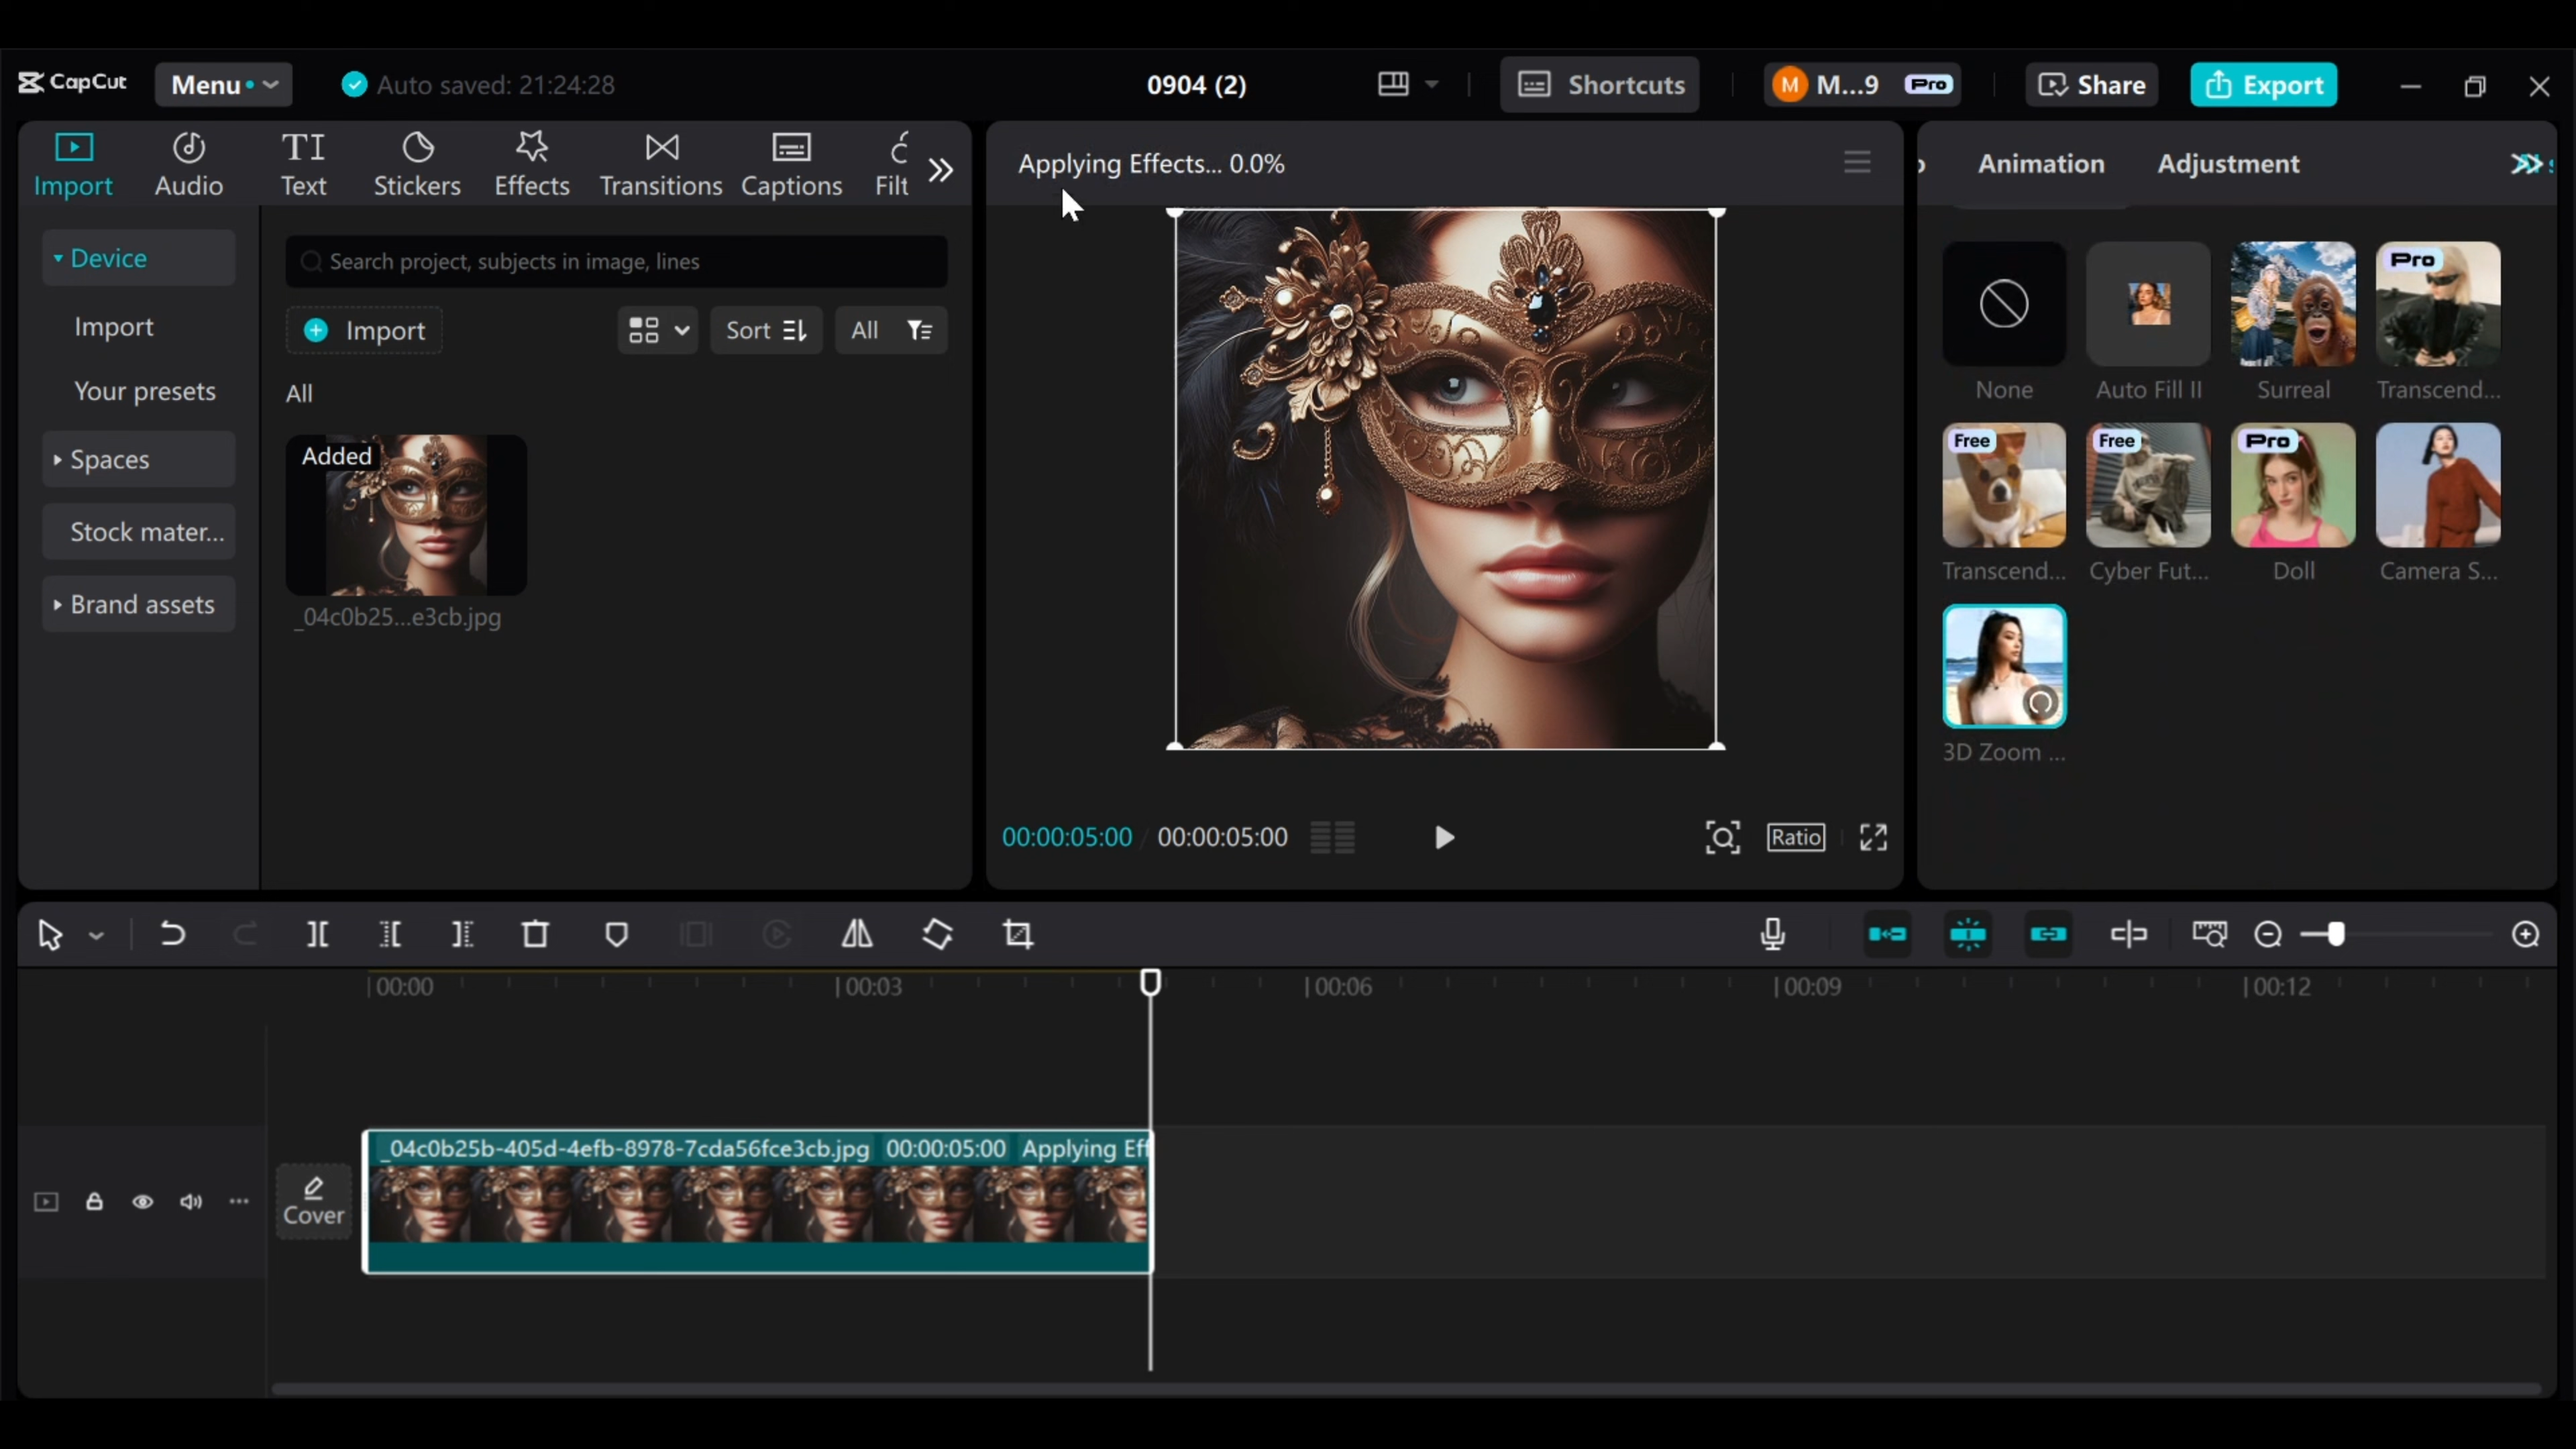 CapCut
Menu
Auto saved: 21:24:28
0904 (2)
Shortcuts
M
M...9
Pro
Share
Export
Import
Audio
TI
Text
Stickers
Effects
Transitions
Captions
Filt
Device
Import
Your presets
Spaces
Stock mater...
Brand assets
Search project, subjects in image, lines
Import
Sort
All
All
Added
_04c0b25...e3cb.jpg
Applying Effects... 0.0%
00:00:05:00
00:00:05:00
Ratio
Animation
Adjustment
None
Auto Fill II
Surreal
Pro
Transcend...
Free
Transcend...
Free
Cyber Fut...
Pro
Doll
Camera S...
3D Zoom ...
00:00
00:03
00:06
00:09
00:12
Cover
_04c0b25b-405d-4efb-8978-7cda56fce3cb.jpg 00:00:05:00 Applying Eff